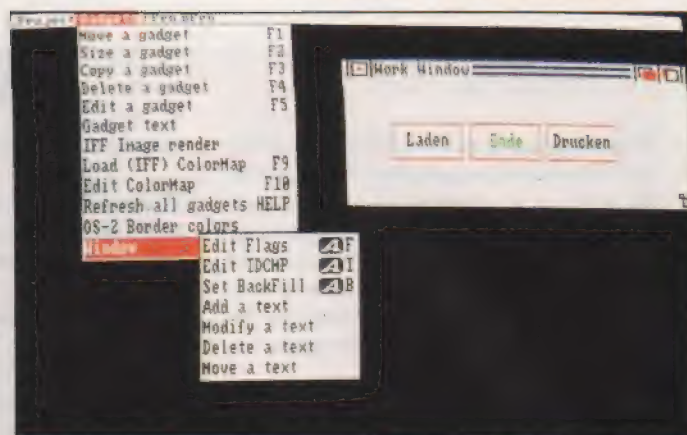 Project
Move a gadget F1
Size a gadget F2
Copy a gadget F3
Delete a gadget F4
Edit a gadget F5
Gadget text
IFF Image render
Load (IFF) ColorMap F9
Edit ColorMap F10
Refresh all gadgets HELP
OS-2 Border colors
Window
Edit Flags A F
Edit IDCMP A I
Set BackFill A B
Add a text
Modify a text
Delete a text
Move a text
Work Window
Laden Ende Drucken